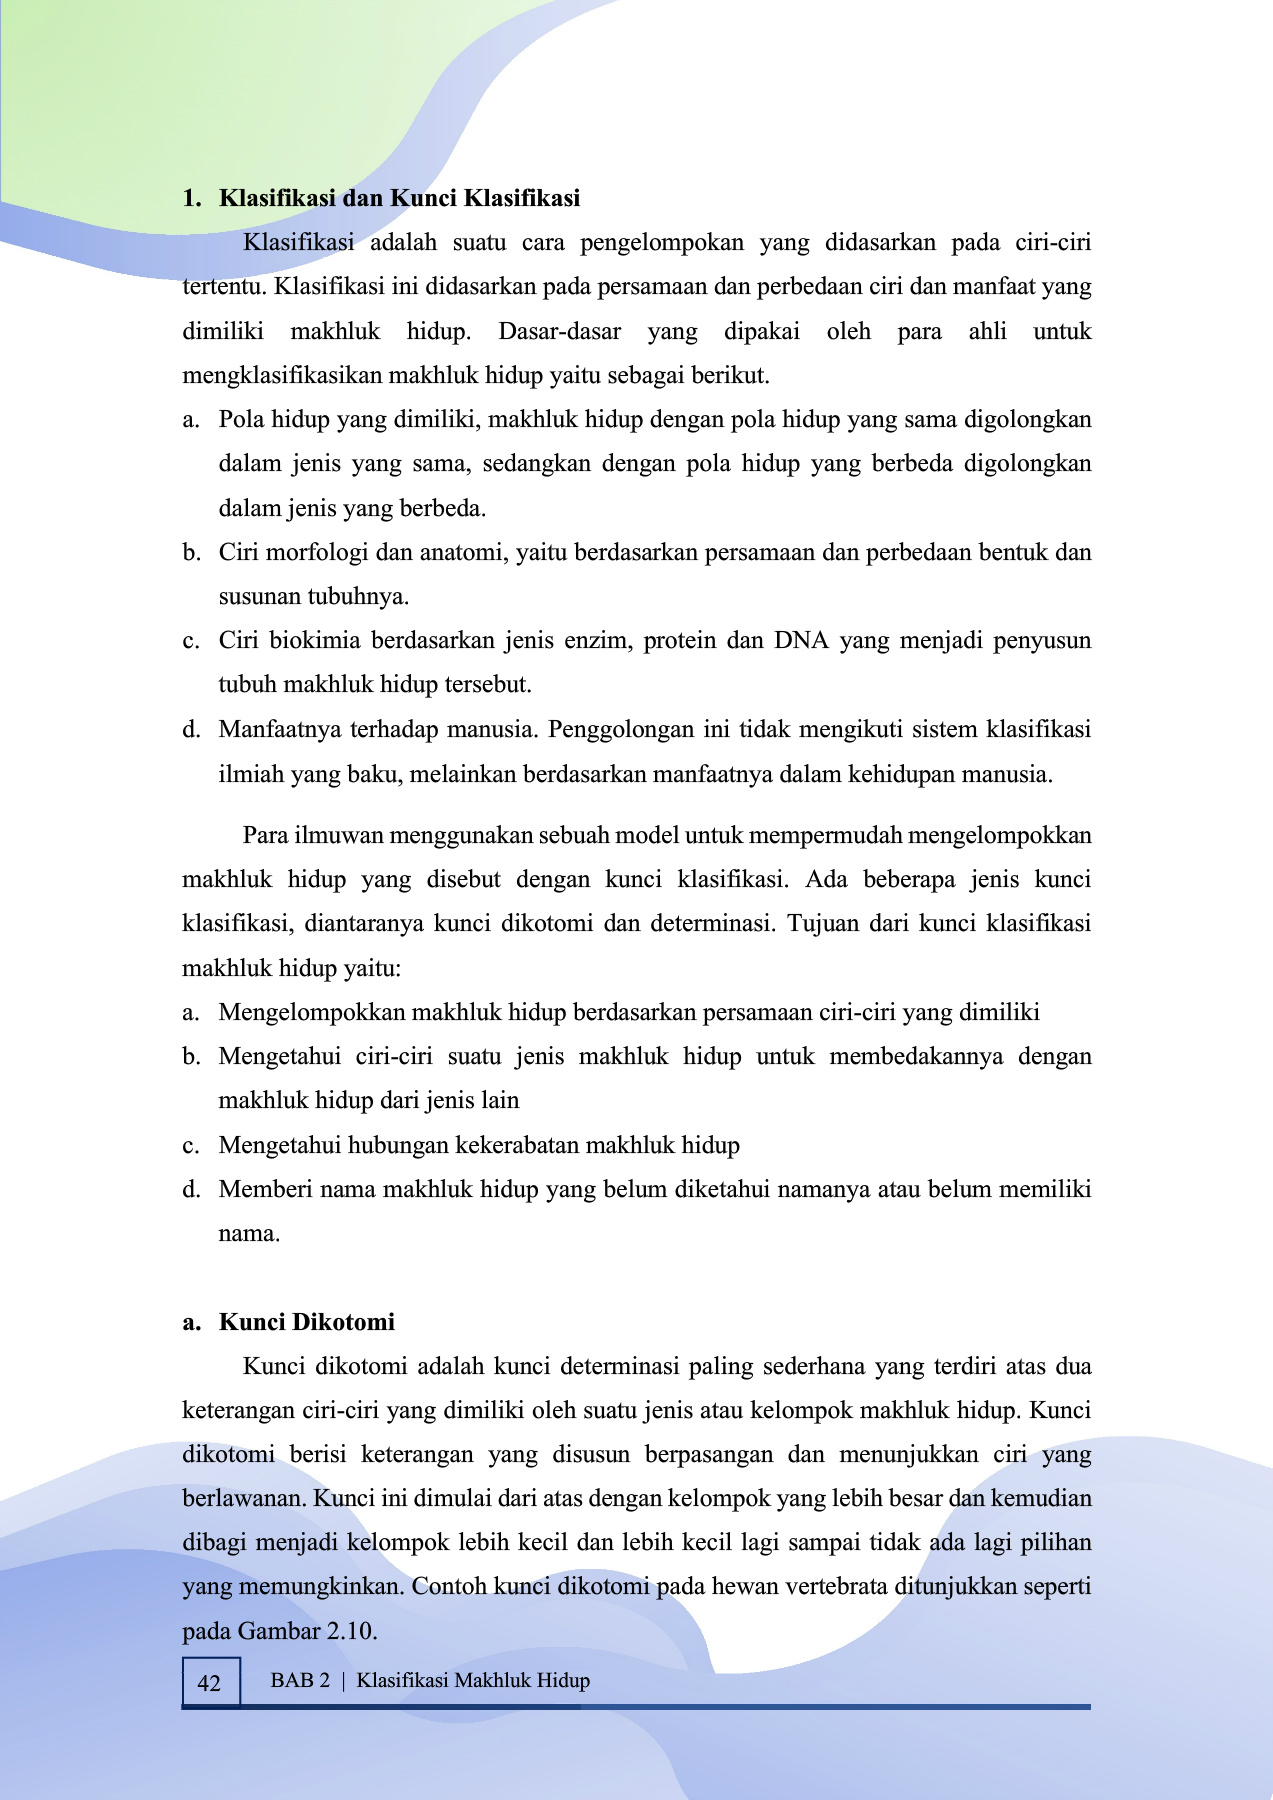 1. Klasifikasi dan Kunci Klasifikasi
Klasifikasi adalah suatu cara pengelompokan yang didasarkan pada ciri-ciri
tertentu. Klasifikasi ini didasarkan pada persamaan dan perbedaan ciri dan manfaat yang
dimiliki makhluk hidup. Dasar-dasar yang dipakai oleh para ahli untuk
mengklasifikasikan makhluk hidup yaitu sebagai berikut.
a. Pola hidup yang dimiliki, makhluk hidup dengan pola hidup yang sama digolongkan
dalam jenis yang sama, sedangkan dengan pola hidup yang berbeda digolongkan
dalam jenis yang berbeda.
b. Ciri morfologi dan anatomi, yaitu berdasarkan persamaan dan perbedaan bentuk dan
susunan tubuhnya.
c. Ciri biokimia berdasarkan jenis enzim, protein dan DNA yang menjadi penyusun
tubuh makhluk hidup tersebut.
d. Manfaatnya terhadap manusia. Penggolongan ini tidak mengikuti sistem klasifikasi
ilmiah yang baku, melainkan berdasarkan manfaatnya dalam kehidupan manusia.
Para ilmuwan menggunakan sebuah model untuk mempermudah mengelompokkan
makhluk hidup yang disebut dengan kunci klasifikasi. Ada beberapa jenis kunci
klasifikasi, diantaranya kunci dikotomi dan determinasi. Tujuan dari kunci klasifikasi
makhluk hidup yaitu:
a. Mengelompokkan makhluk hidup berdasarkan persamaan ciri-ciri yang dimiliki
b. Mengetahui ciri-ciri suatu jenis makhluk hidup untuk membedakannya dengan
makhluk hidup dari jenis lain
c. Mengetahui hubungan kekerabatan makhluk hidup
d. Memberi nama makhluk hidup yang belum diketahui namanya atau belum memiliki
nama.
a. Kunci Dikotomi
Kunci dikotomi adalah kunci determinasi paling sederhana yang terdiri atas dua
keterangan ciri-ciri yang dimiliki oleh suatu jenis atau kelompok makhluk hidup. Kunci
dikotomi berisi keterangan yang disusun berpasangan dan menunjukkan ciri yang
berlawanan. Kunci ini dimulai dari atas dengan kelompok yang lebih besar dan kemudian
dibagi menjadi kelompok lebih kecil dan lebih kecil lagi sampai tidak ada lagi pilihan
yang memungkinkan. Contoh kunci dikotomi pada hewan vertebrata ditunjukkan seperti
pada Gambar 2.10.
42 BAB 2 | Klasifikasi Makhluk Hidup